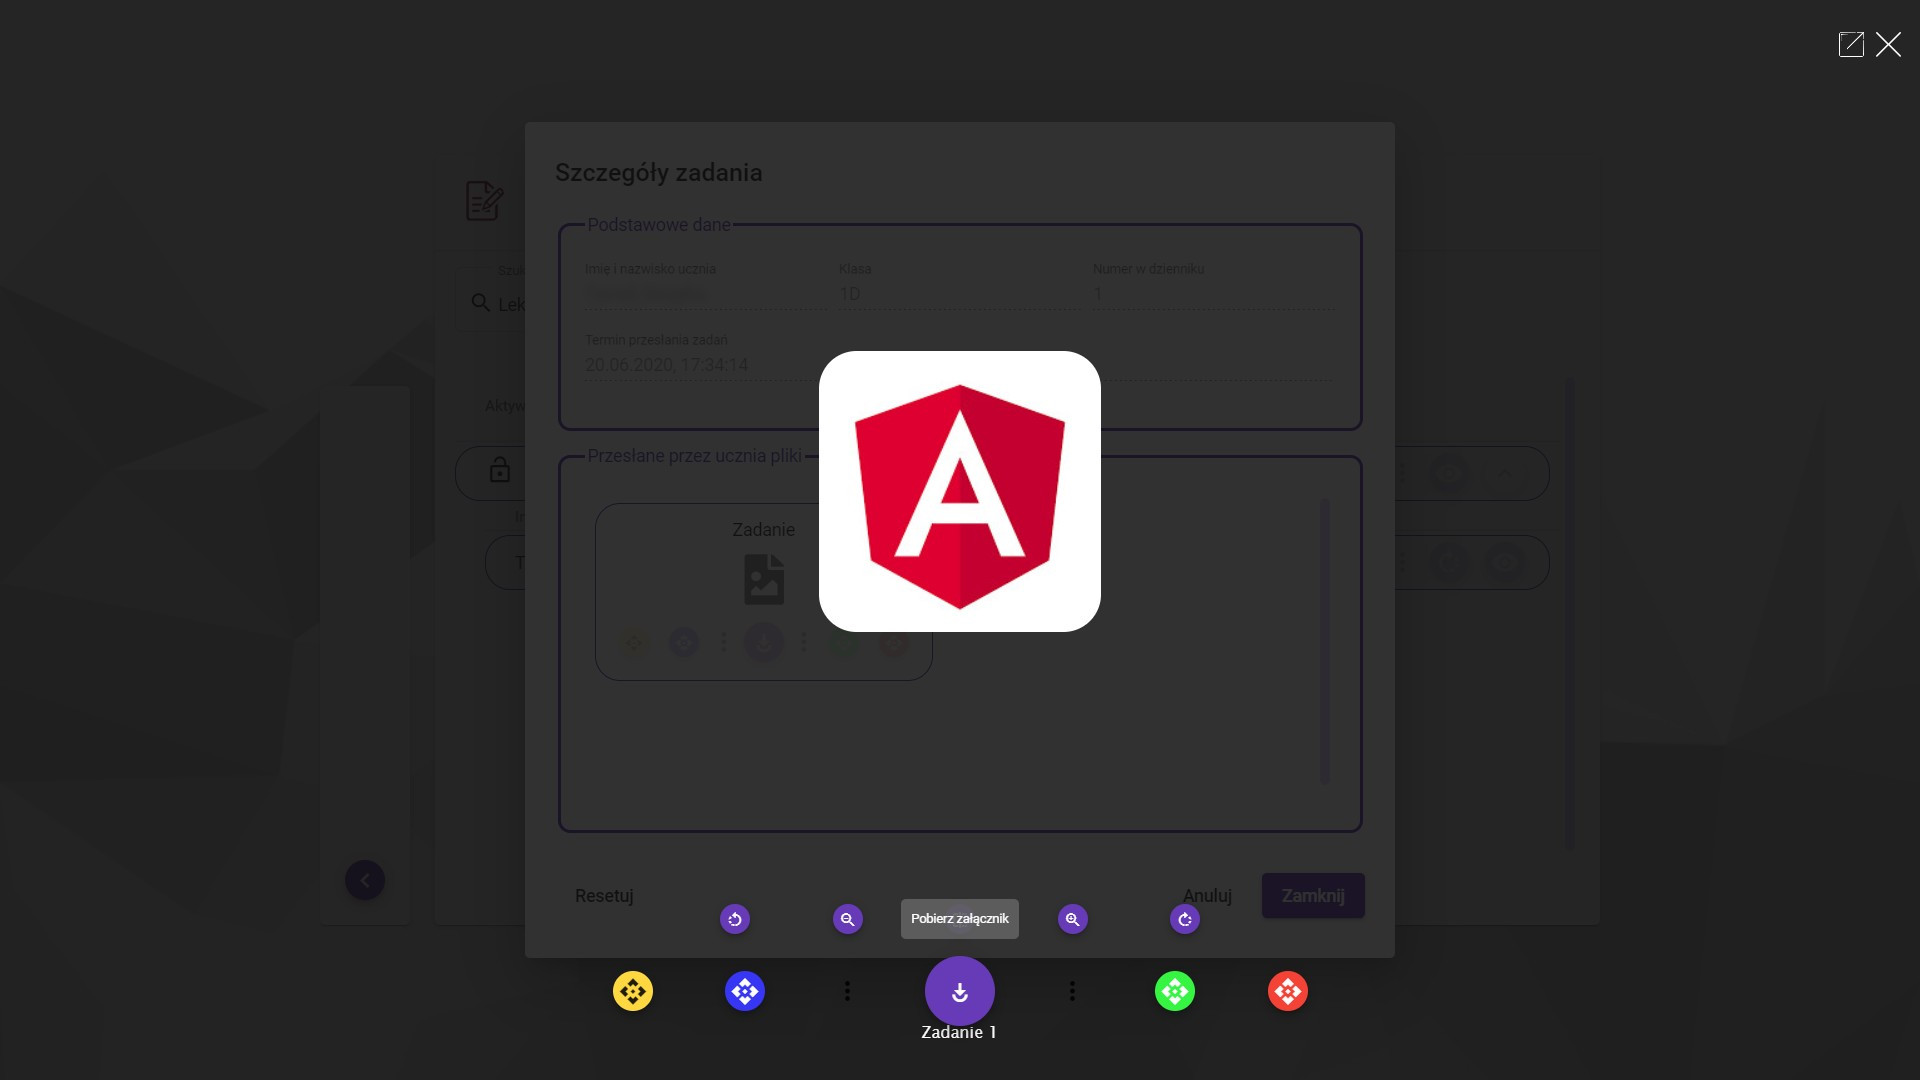 Szczegóły zadania
Podstawowe dane
Imię i nazwisko ucznia
Klasa
Numer w dzienniku
1D
1
Termin przesłania zadań
20.06.2020, 17:34:14
Przesłane przez ucznia pliki
Zadanie
Resetuj
Anuluj
Zamknij
Pobierz załącznik
Zadanie 1